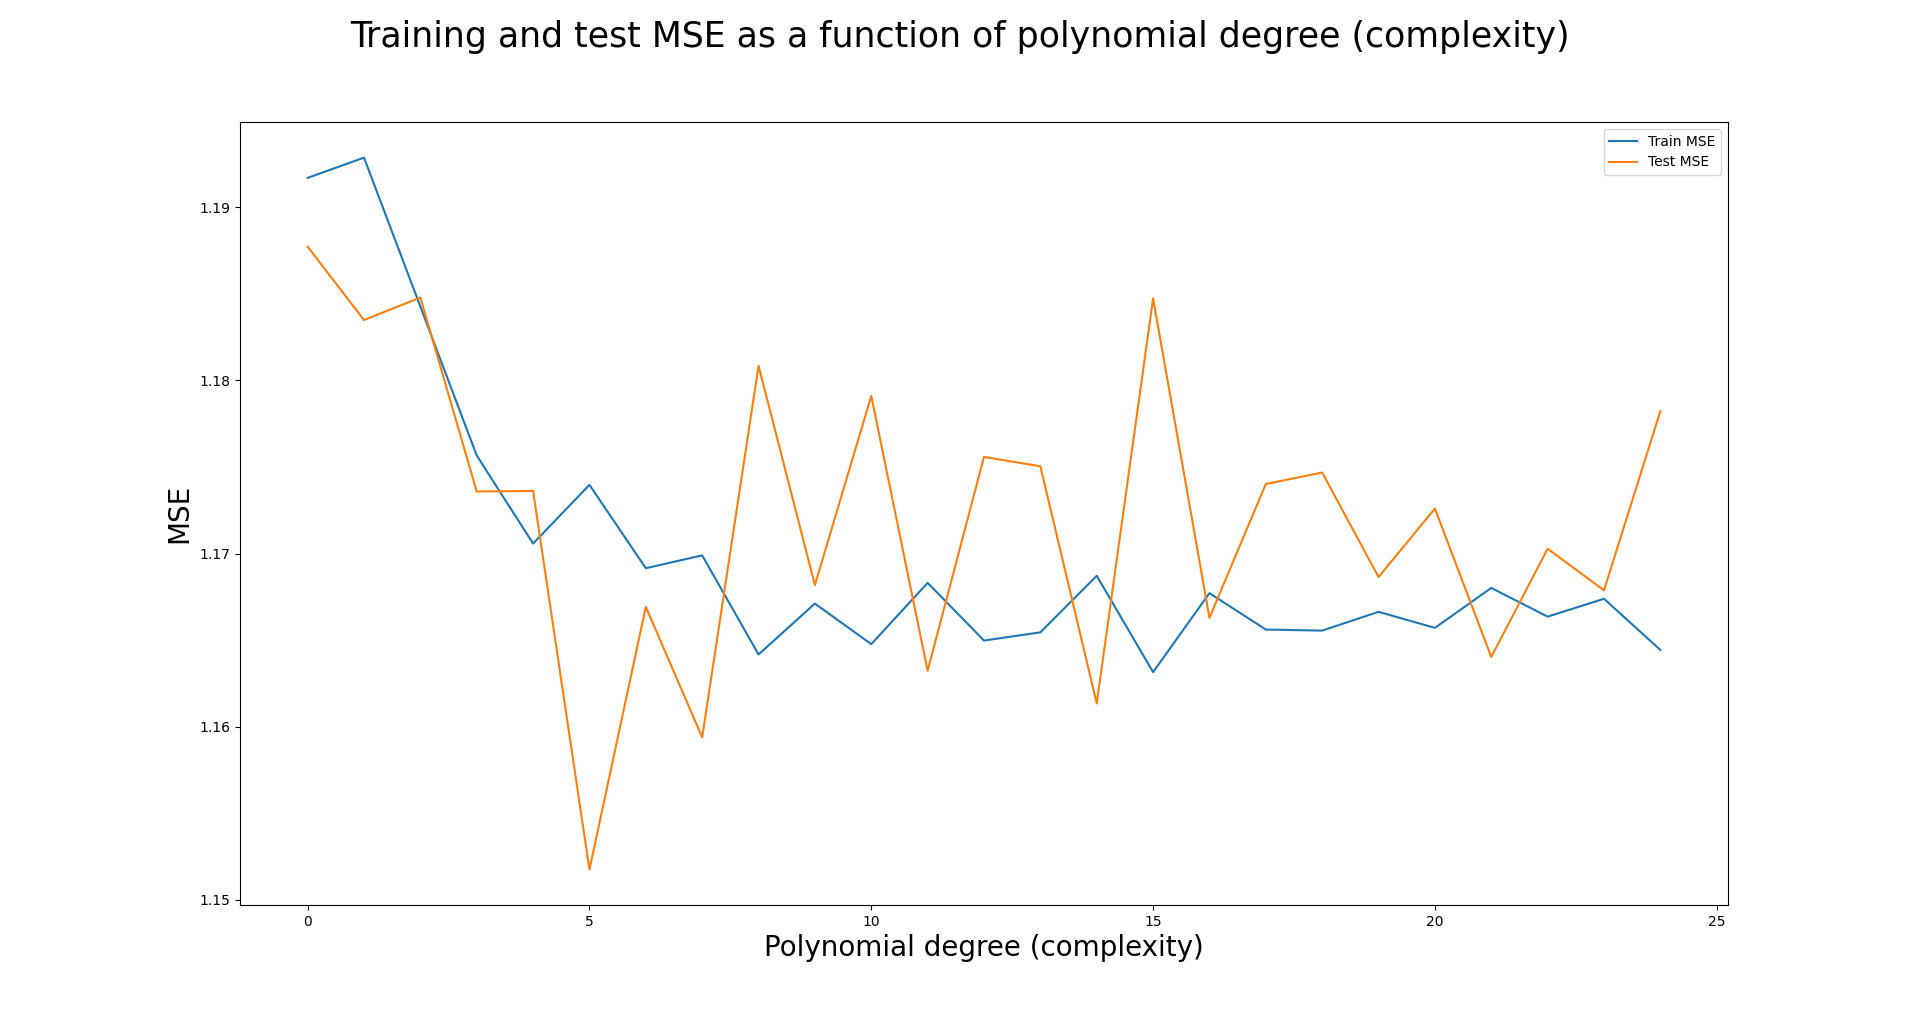 Training and test MSE as a function of polynomial degree (complexity)
Train MSE
Test MSE
1.19
1.18
1.17
1.16
1.15
MSE
0 5 10 15 20 25
Polynomial degree (complexity)